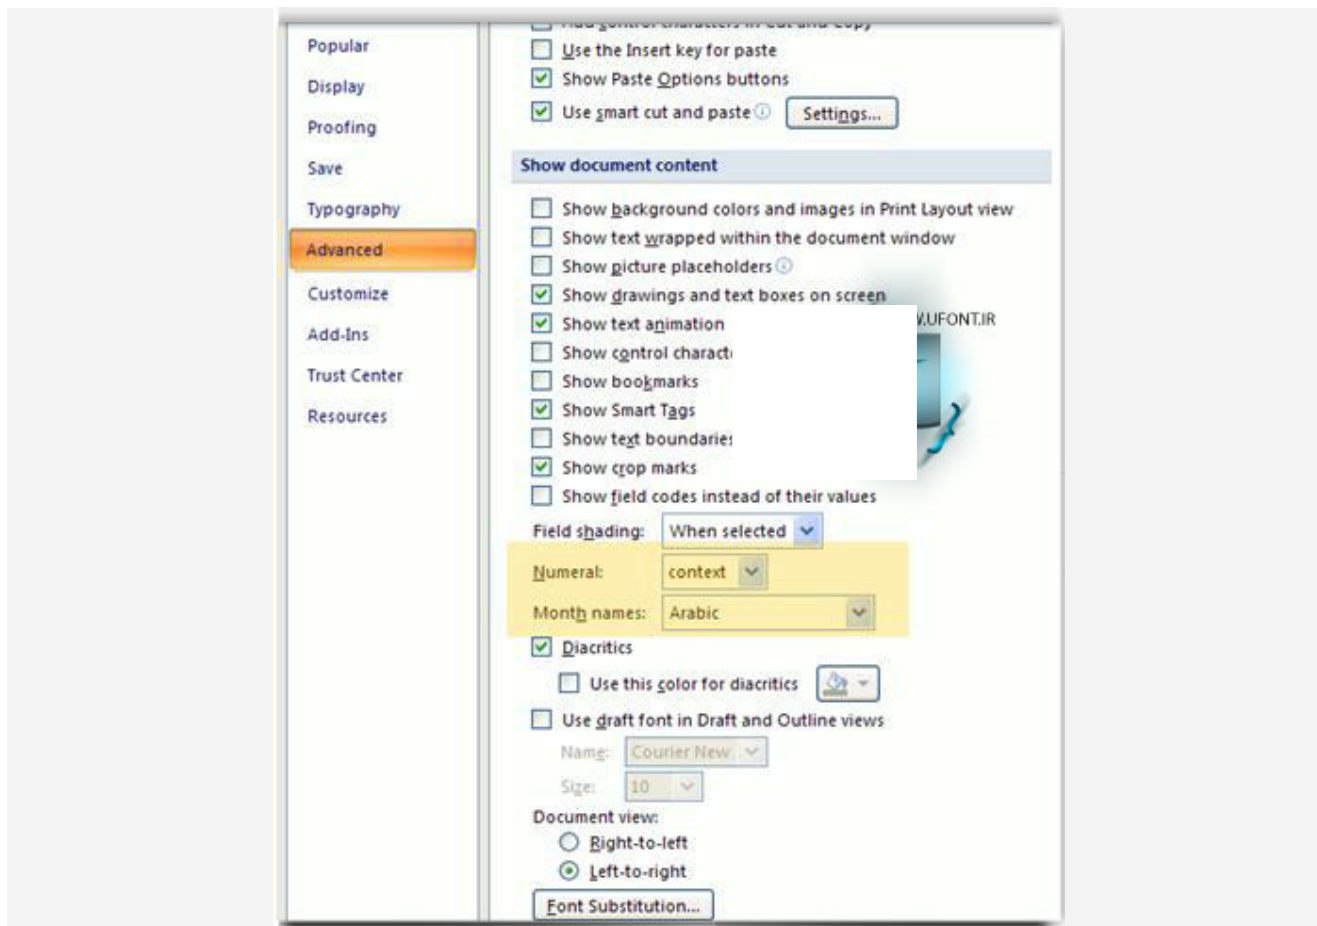 Popular
Display
Proofing
Save
Typography
Advanced
Customize
Add-Ins
Trust Center
Resources
Use the Insert key for paste
Show Paste Options buttons
Use smart cut and paste Settings...
Show document content
Show background colors and images in Print Layout view
Show text wrapped within the document window
Show picture placeholders
Show drawings and text boxes on screen
Show text animation
Show control
Show bookmarks
Show Smart Tags
Show text boundaries
Show crop marks
Show field codes instead of their values
Field shading: When selected
Numeral: context
Month names: Arabic
Diacritics
Use this color for diacritics
Use draft font in Draft and Outline views
Name: Courier New
Size: 10
Document view:
Right-to-left
Left-to-right
Font Substitution...
.UFONT.IR